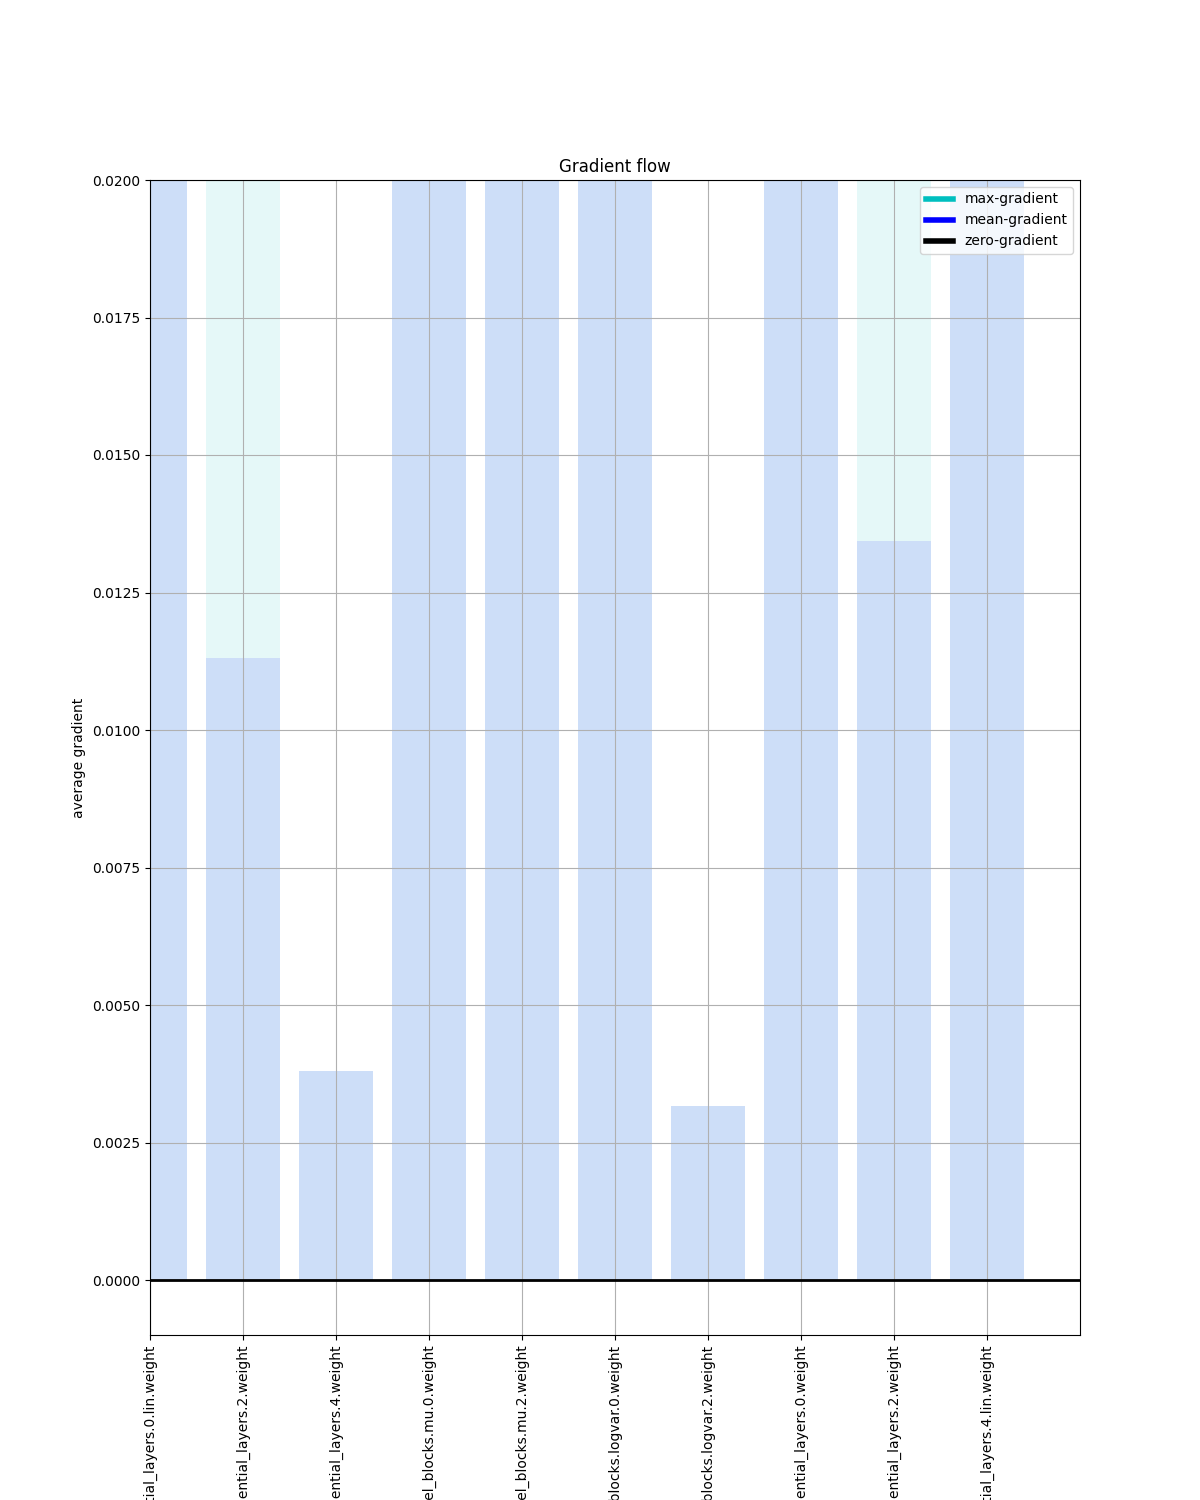 Gradient flow
max-gradient
mean-gradient
zero-gradient
0.0200
0.0175
0.0150
0.0125
0.0100
0.0075
0.0050
0.0025
0.0000
average gradient
tial_layers.0.lin.weight
ential_layers.2.weight
ential_layers.4.weight
el_blocks.mu.0.weight
el_blocks.mu.2.weight
blocks.logvar.0.weight
blocks.logvar.2.weight
ential_layers.0.weight
ential_layers.2.weight
tial_layers.4.lin.weight